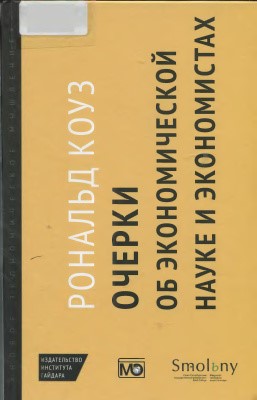 РОНАЛЬД КОУЗ
ОЧЕРКИ
ОБ ЭКОНОМИЧЕСКОЙ
НАУКЕ И ЭКОНОМИСТАХ
ИЗДАТЕЛЬСТВО
ИНСТИТУТА
ГАЙДАРА
Smolny